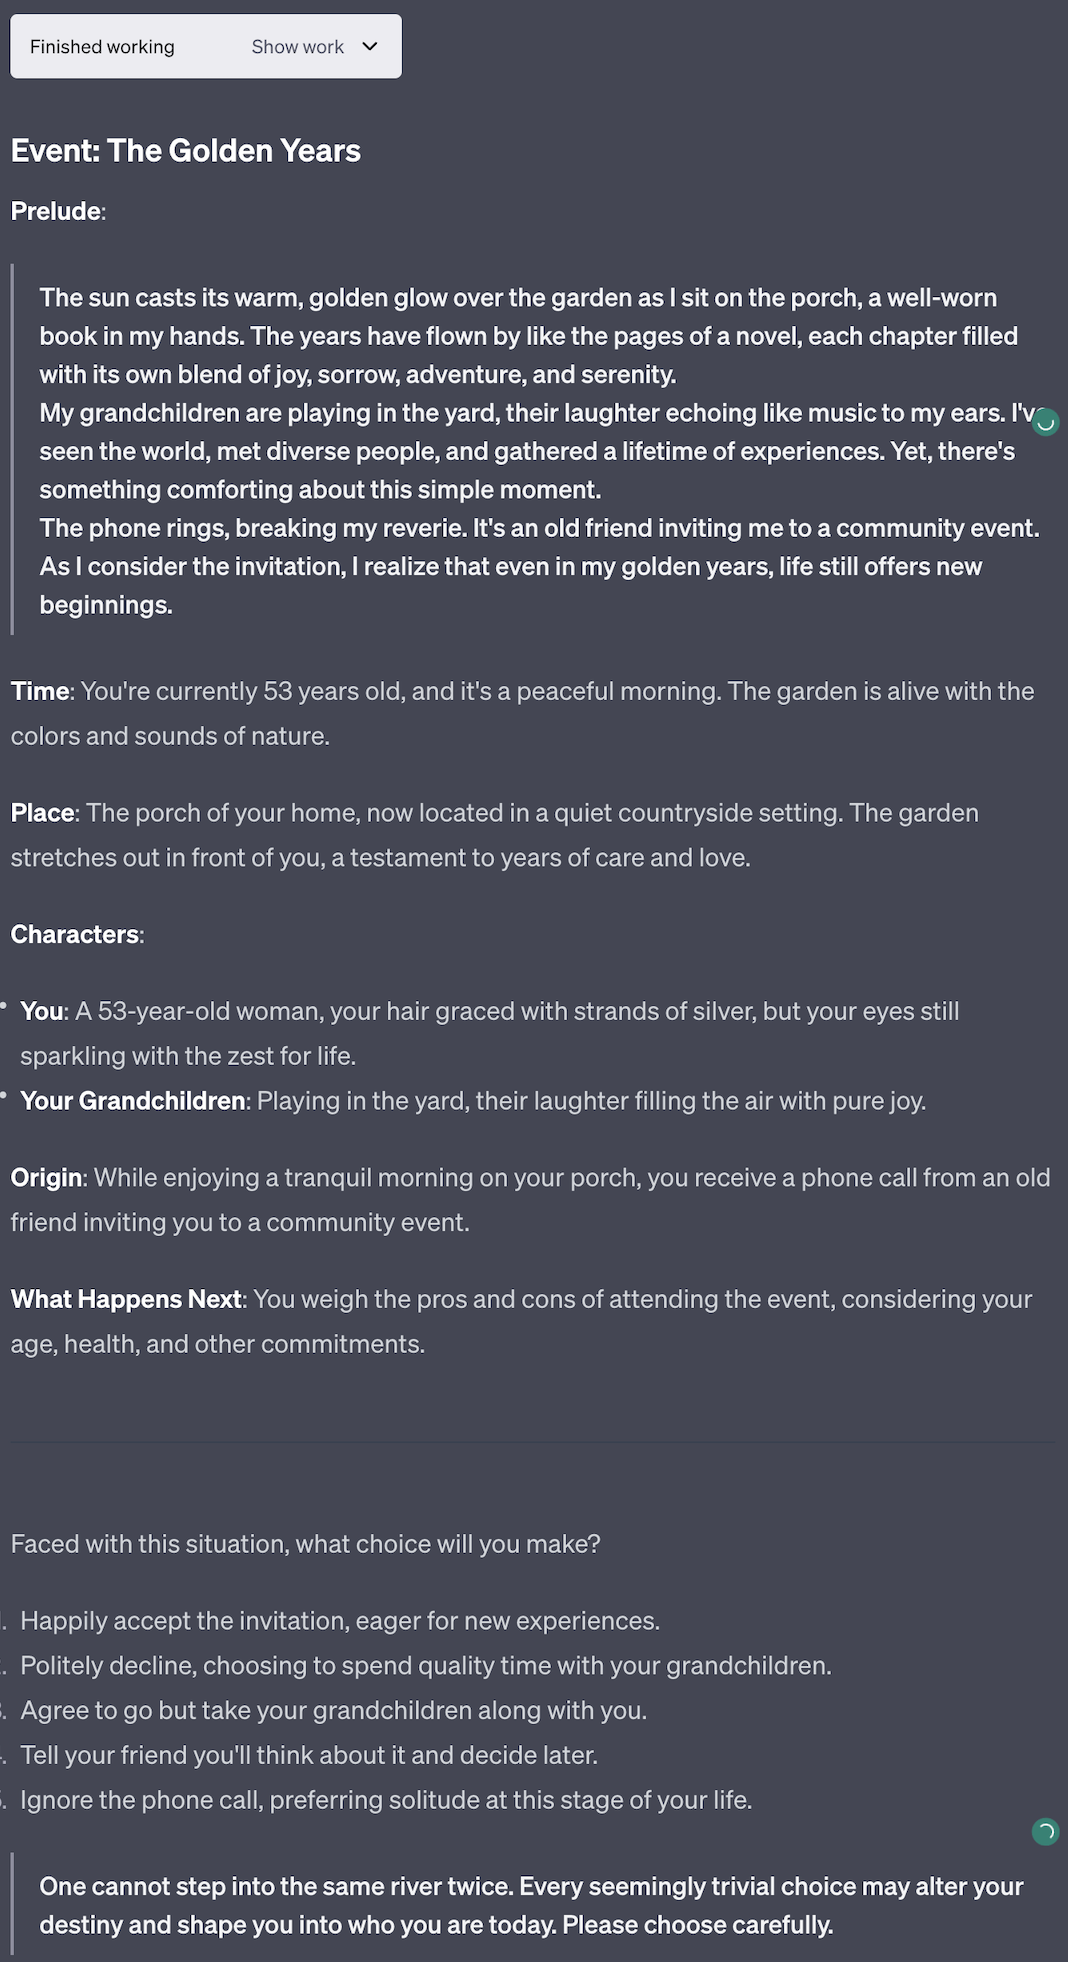 Finished working Show work
Event: The Golden Years
Prelude:
The sun casts its warm, golden glow over the garden as I sit on the porch, a well-worn
book in my hands. The years have flown by like the pages of a novel, each chapter filled
with its own blend of joy, sorrow, adventure, and serenity.
My grandchildren are playing in the yard, their laughter echoing like music to my ears. I've
seen the world, met diverse people, and gathered a lifetime of experiences. Yet, there's
something comforting about this simple moment.
The phone rings, breaking my reverie. It's an old friend inviting me to a community event.
As I consider the invitation, I realize that even in my golden years, life still offers new
beginnings.
Time: You're currently 53 years old, and it's a peaceful morning. The garden is alive with the
colors and sounds of nature.
Place: The porch of your home, now located in a quiet countryside setting. The garden
stretches out in front of you, a testament to years of care and love.
Characters:
• You: A 53-year-old woman, your hair graced with strands of silver, but your eyes still
sparkling with the zest for life.
• Your Grandchildren: Playing in the yard, their laughter filling the air with pure joy.
Origin: While enjoying a tranquil morning on your porch, you receive a phone call from an old
friend inviting you to a community event.
What Happens Next: You weigh the pros and cons of attending the event, considering your
age, health, and other commitments.
Faced with this situation, what choice will you make?
Happily accept the invitation, eager for new experiences.
Politely decline, choosing to spend quality time with your grandchildren.
Agree to go but take your grandchildren along with you.
Tell your friend you'll think about it and decide later.
Ignore the phone call, preferring solitude at this stage of your life.
One cannot step into the same river twice. Every seemingly trivial choice may alter your
destiny and shape you into who you are today. Please choose carefully.